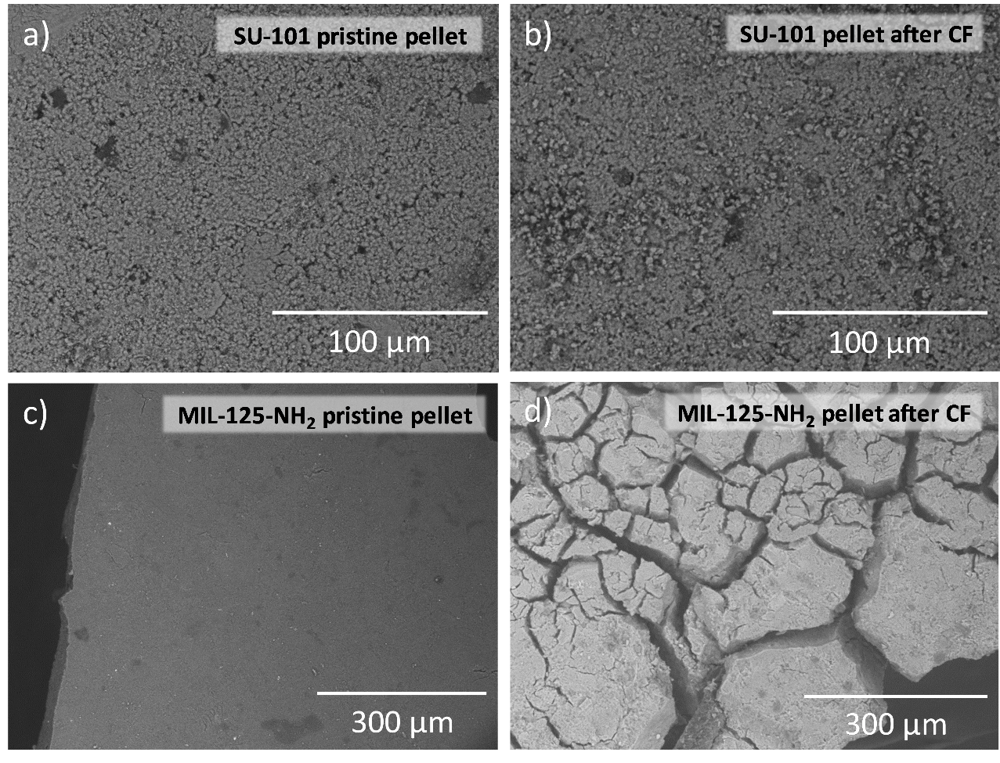 a)
SU-101 pristine pellet
100 μm
b)
SU-101 pellet after CF
100 μm
c)
MIL-125-NH₂ pristine pellet
300 μm
d)
MIL-125-NH₂ pellet after CF
300 μm